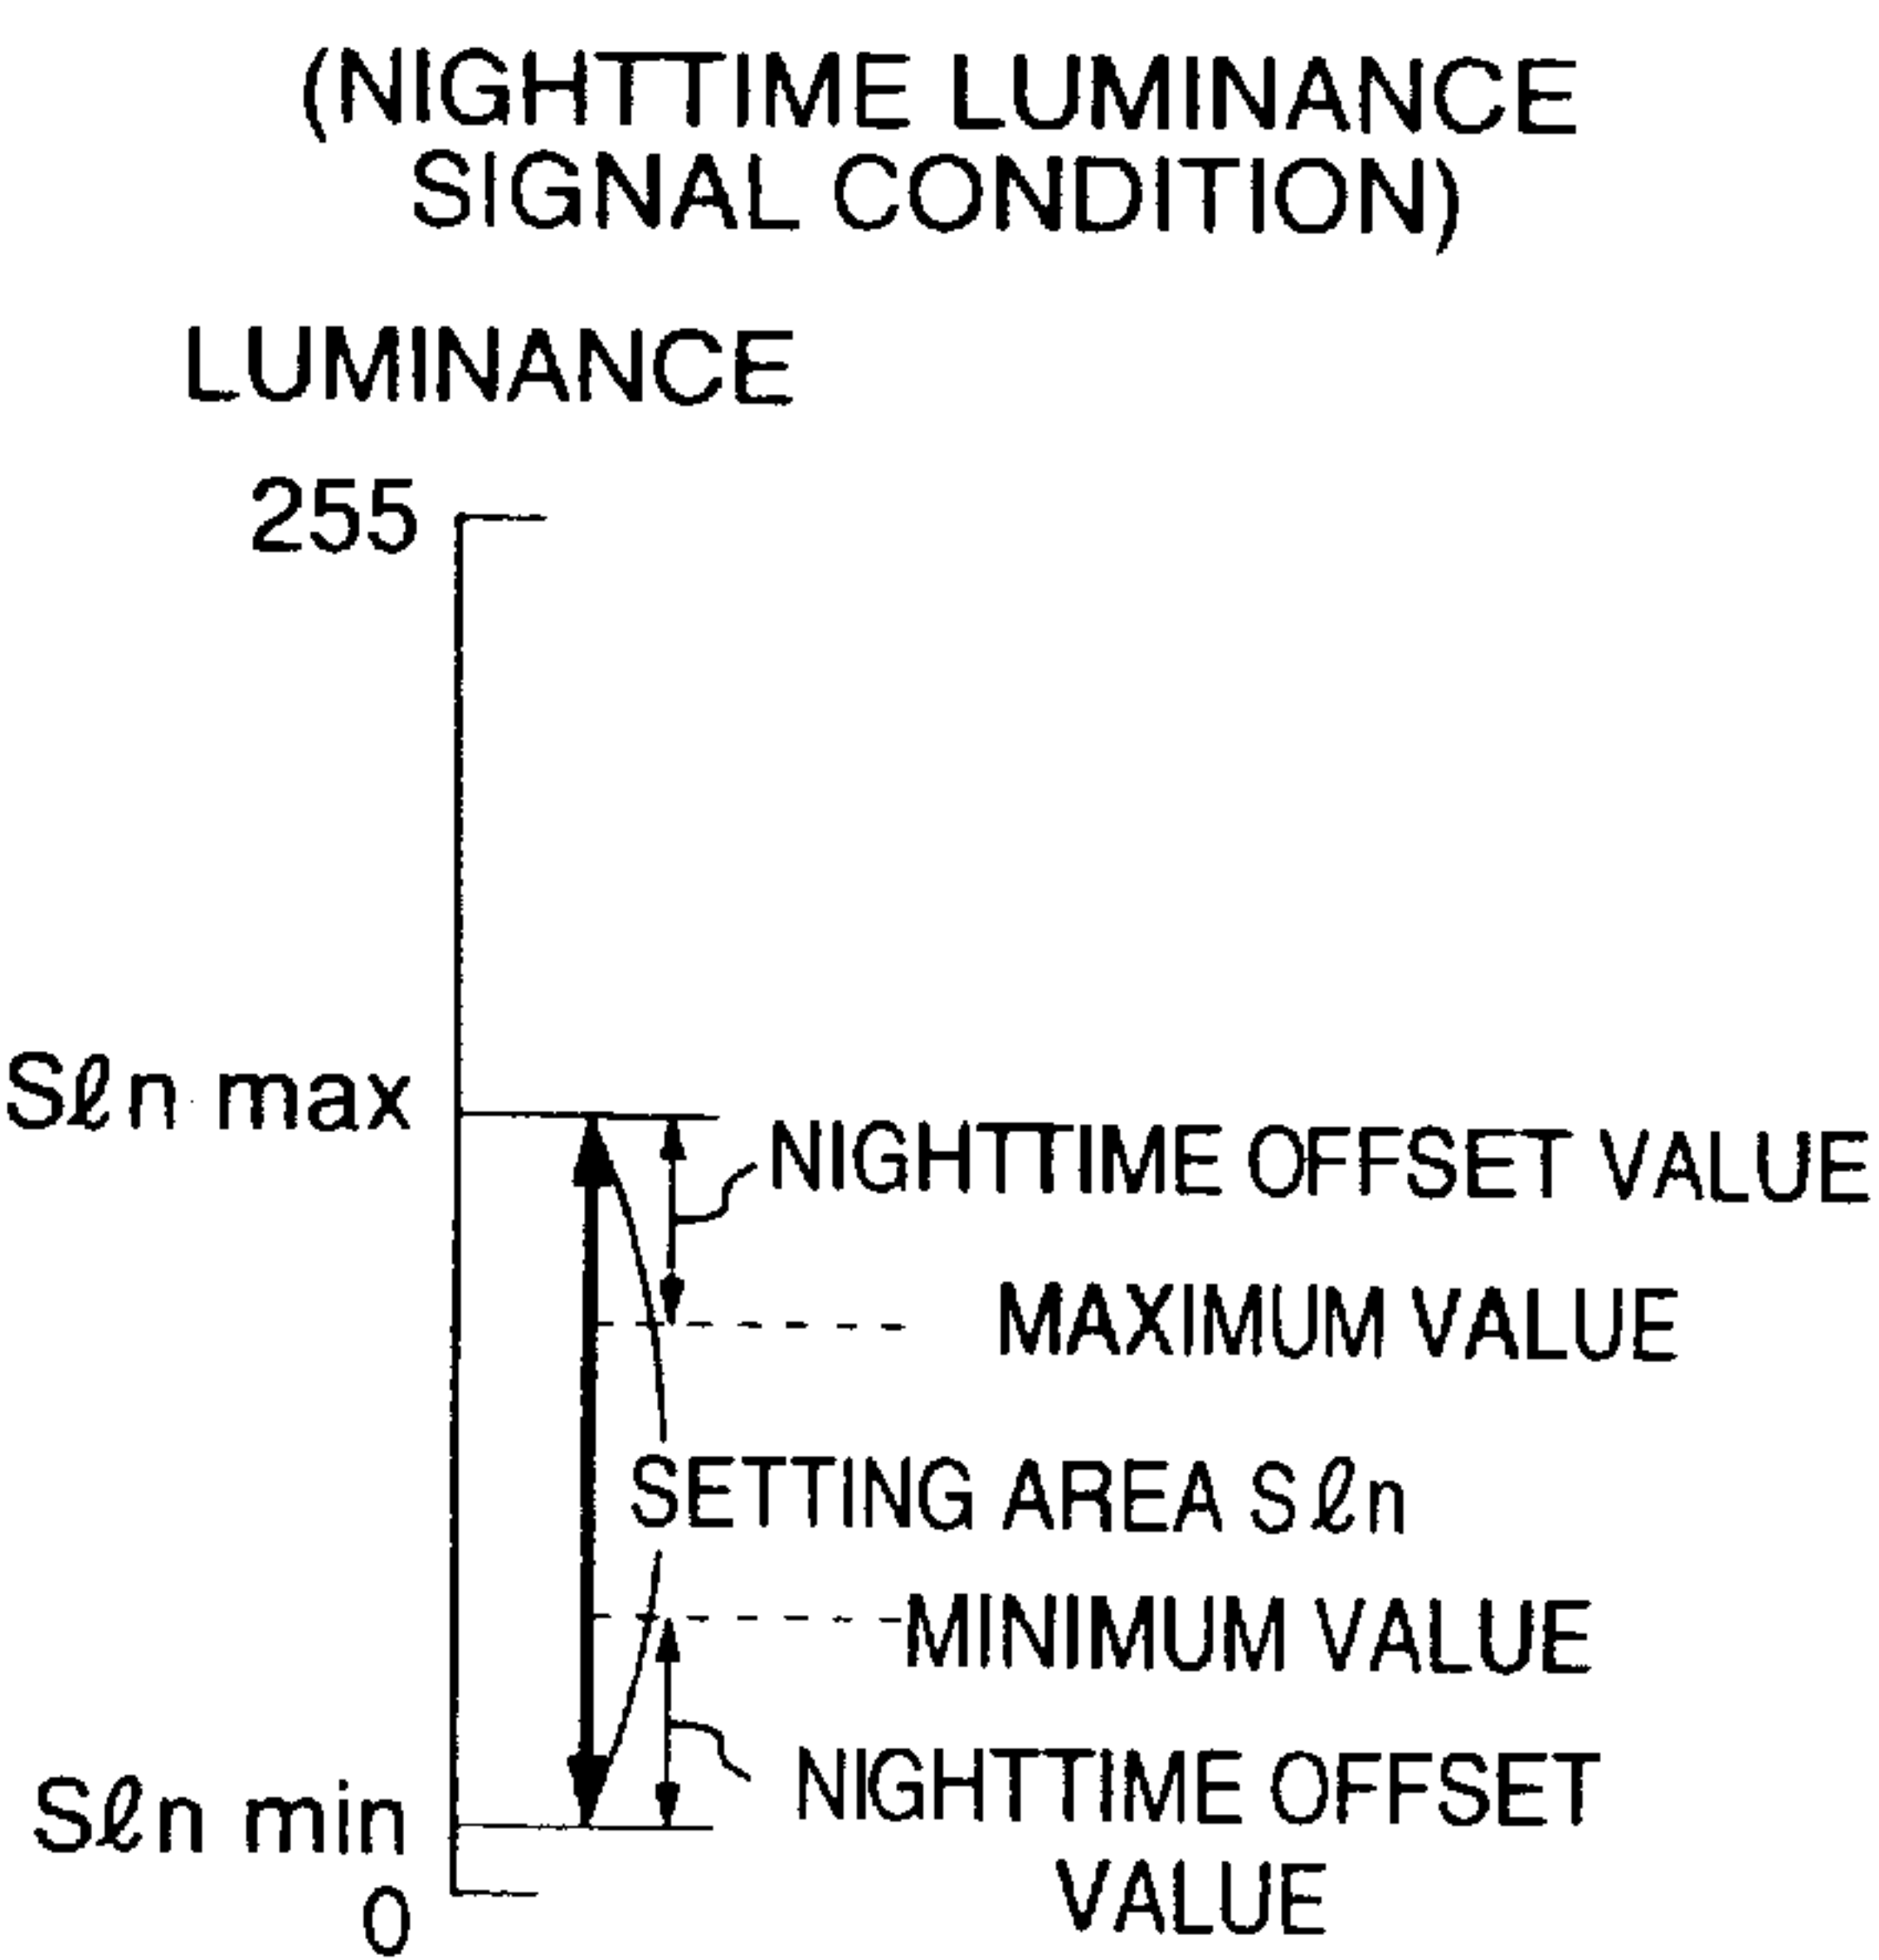 (NIGHTTIME LUMINANCE
SIGNAL CONDITION)
LUMINANCE
255
Sℓn max
NIGHTTIME OFFSET VALUE
MAXIMUM VALUE
SETTING AREA Sℓn
MINIMUM VALUE
Sℓn min
NIGHTTIME OFFSET
VALUE
0